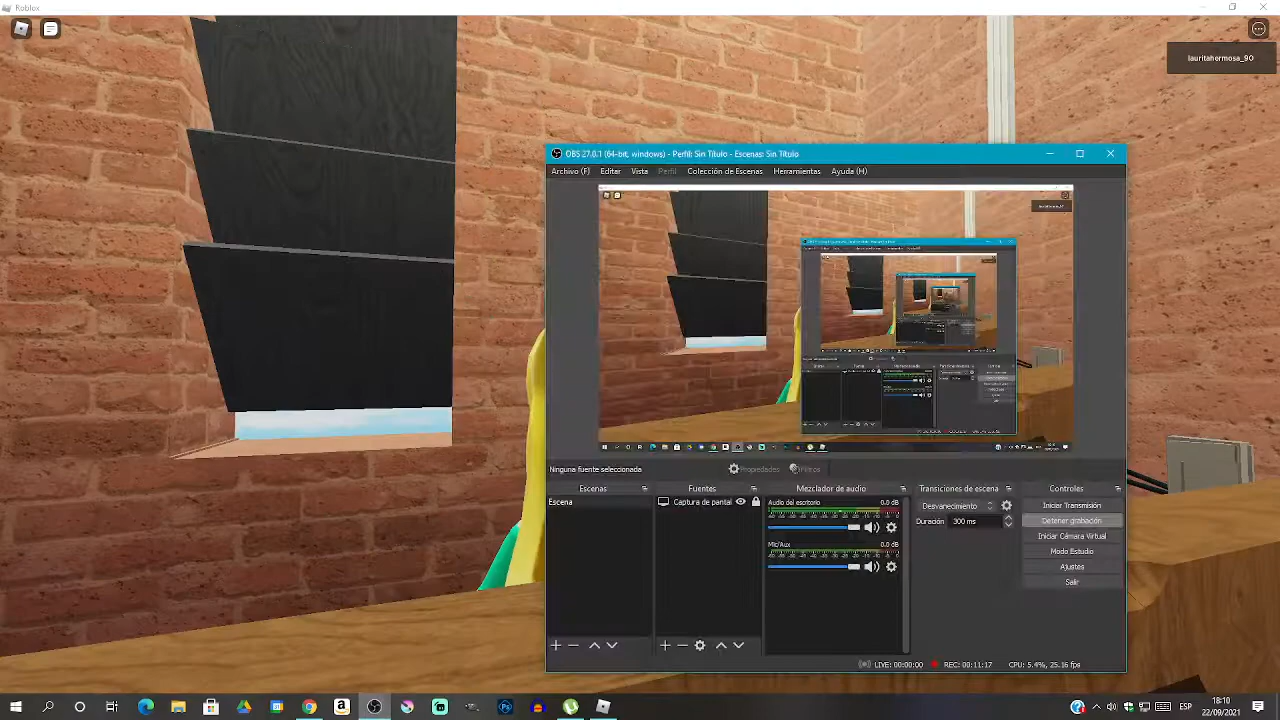 Roblox
lauritahermosa_90
OBS 27.0.1 (64-bit, windows) - Perfil: Sin Título - Escenas: Sin Título
Archivo (F) Editar Vista Perfil Colección de Escenas Herramientas Ayuda (H)
Ninguna fuente seleccionada Propiedades Filtros
Escenas Fuentes Mezclador de audio Transiciones de escena Controles
Escena
Captura de pantal
Audio del escritorio 0.0 dB
Mic/Aux 0.0 dB
Desvanecimiento
Duración 300 ms
Iniciar Transmisión
Detener grabación
Iniciar Cámara Virtual
Modo Estudio
Ajustes
Salir
LIVE: 00:00:00 REC: 00:11:17 CPU: 5.4%, 25.16 fps
ESP
18:10
22/09/2021